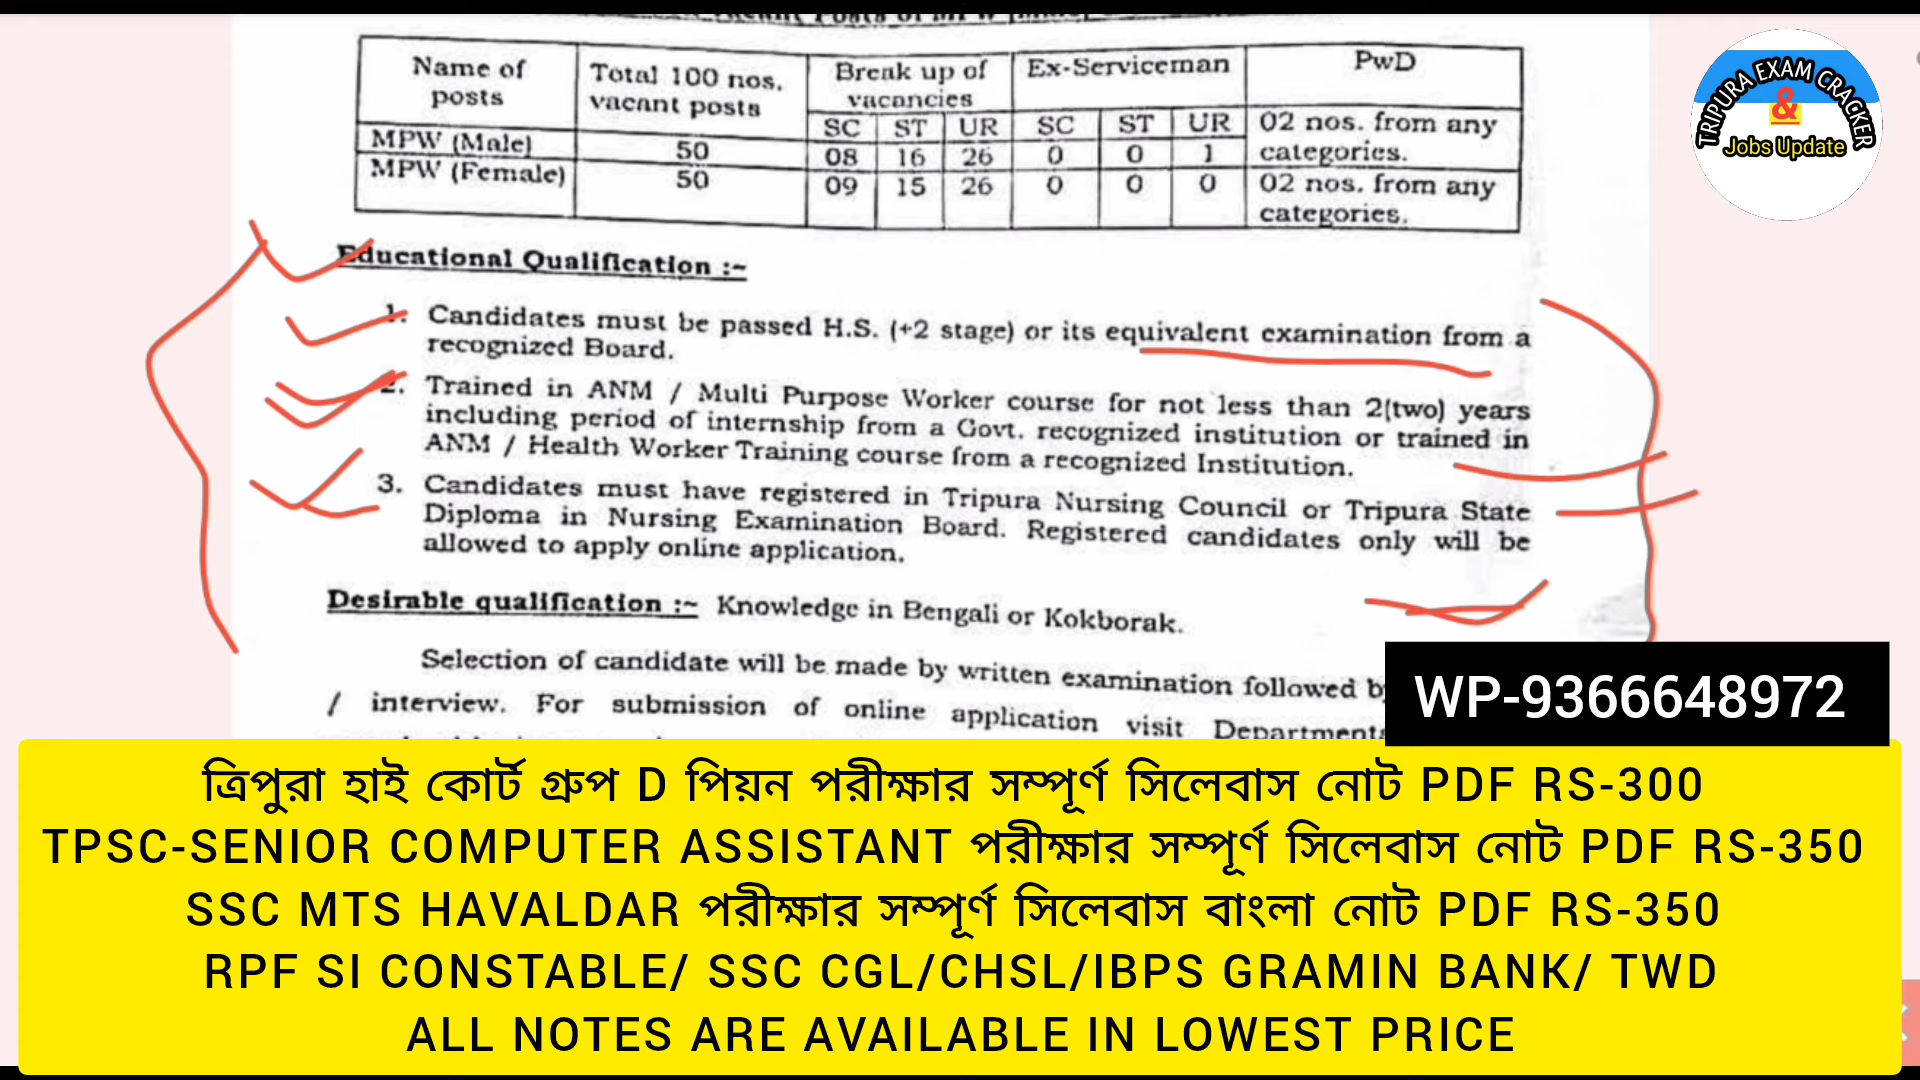 Name of posts
Total 100 nos. vacant posts
Break up of vacancies
Ex-Serviceman
PwD
SC ST UR SC ST UR
MPW (Male) 50 08 16 26 0 0 1 02 nos. from any categories.
MPW (Female) 50 09 15 26 0 0 0 02 nos. from any categories.
TRIPURA EXAM CRACKER
&
Jobs Update
Educational Qualification :~
1. Candidates must be passed H.S. (+2 stage) or its equivalent examination from a
recognized Board.
2. Trained in ANM / Multi Purpose Worker course for not less than 2(two) years
including period of internship from a Govt. recognized institution or trained in
ANM / Health Worker Training course from a recognized Institution.
3. Candidates must have registered in Tripura Nursing Council or Tripura State
Diploma in Nursing Examination Board. Registered candidates only will be
allowed to apply online application.
Desirable qualification :~ Knowledge in Bengali or Kokborak.
Selection of candidate will be made by written examination followed
/ interview. For submission of online application visit
WP-9366648972
ত্রিপুরা হাই কোর্ট গ্রুপ D পিয়ন পরীক্ষার সম্পূর্ণ সিলেবাস নোট PDF RS-300
TPSC-SENIOR COMPUTER ASSISTANT পরীক্ষার সম্পূর্ণ সিলেবাস নোট PDF RS-350
SSC MTS HAVALDAR পরীক্ষার সম্পূর্ণ সিলেবাস বাংলা নোট PDF RS-350
RPF SI CONSTABLE/ SSC CGL/CHSL/IBPS GRAMIN BANK/ TWD
ALL NOTES ARE AVAILABLE IN LOWEST PRICE